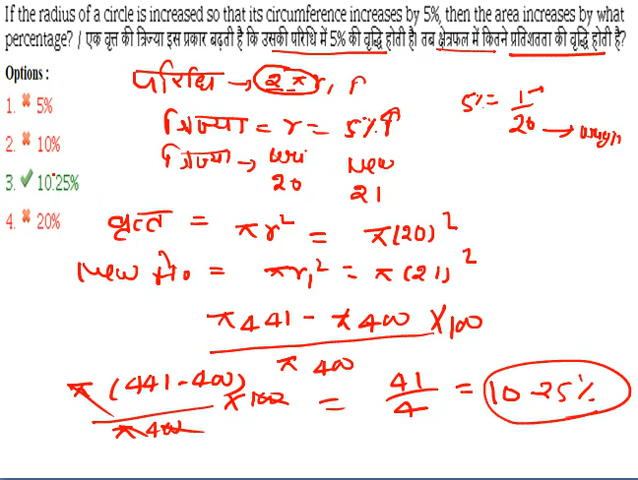 If the radius of a circle is increased so that its circumference increases by 5%, then the area increases by what
percentage? / एक वृत्त की त्रिज्या इस प्रकार बढ़ती है कि उसकी परिधि में 5% की वृद्धि होती है। तब क्षेत्रफल में कितने प्रतिशतता की वृद्धि होती है?
Options :
1. 5%
2. 10%
3. 10.25%
4. 20%
परिधि → 2πr, ↑
5% = 1/20 →
त्रिज्या = r = 5% ↑
त्रिज्या → New
20 21
वृत्त = πr² = π(20)²
New = πr₁² = π(21)²
π441 - π400 ×100
π400
π(441-400) ×100 = 41/4 = 10.25%
π400